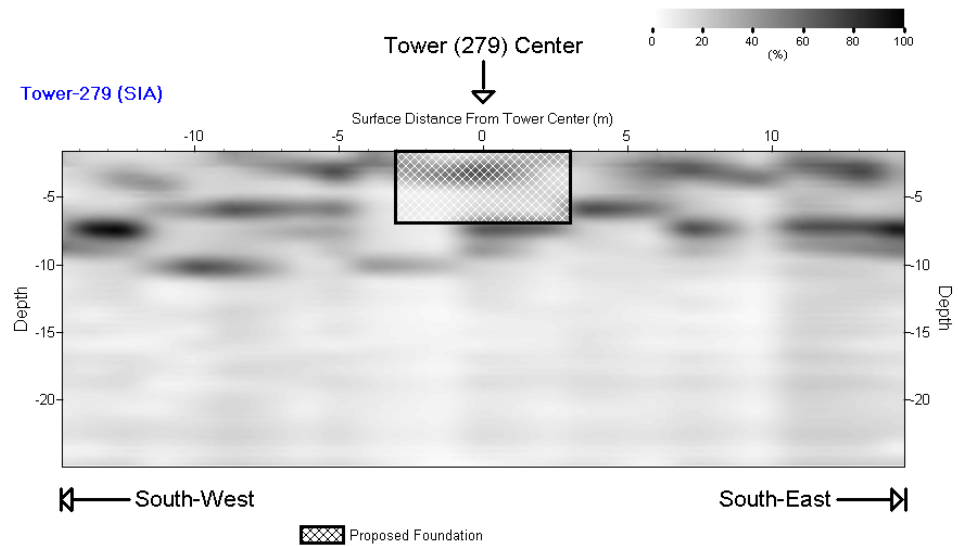 0 20 40 60 80 100
(%)
Tower (279) Center
Tower-279 (SIA)
Surface Distance From Tower Center (m)
-10 -5 0 5 10
-5 -5
-10 -10
Depth Depth
-15 -15
-20 -20
South-West South-East
Proposed Foundation